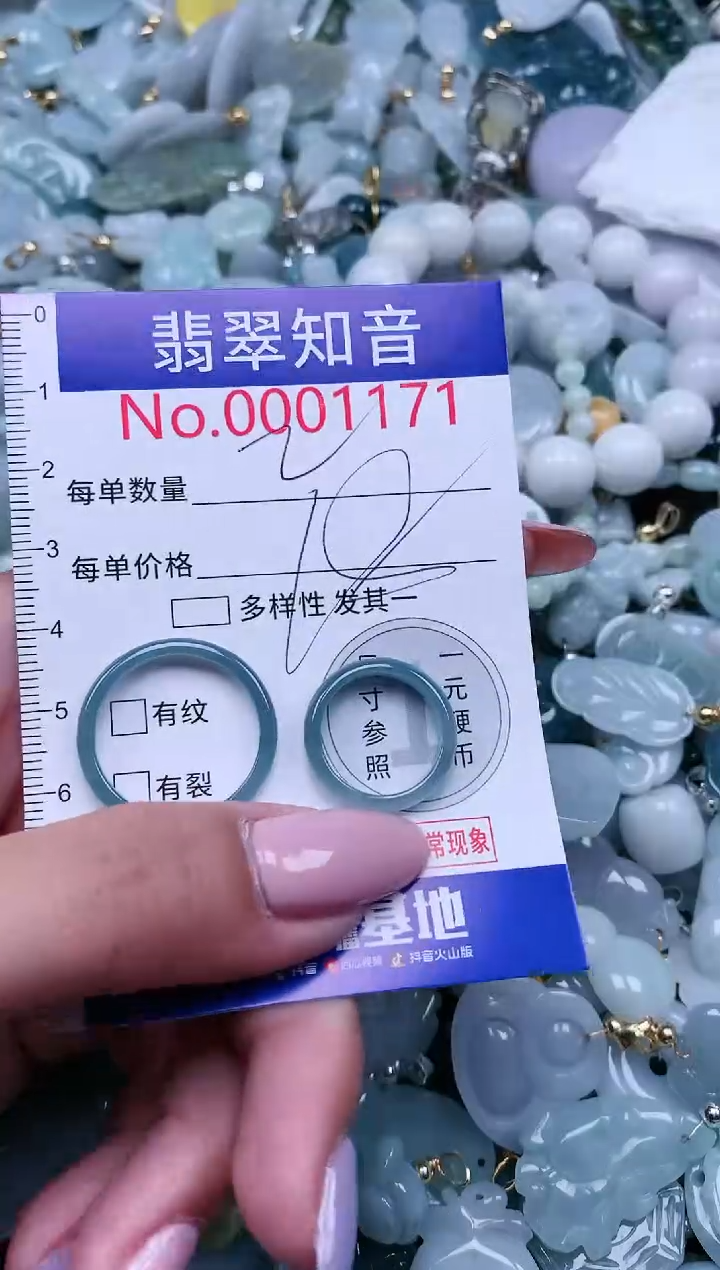 0
翡翠知音
1
No.0001171
2
每单数量
3
每单价格
4
多样性 发其一
5
有纹
寸参照
一元硬币
6
有裂
常现象
基地
抖音 抖音火山版